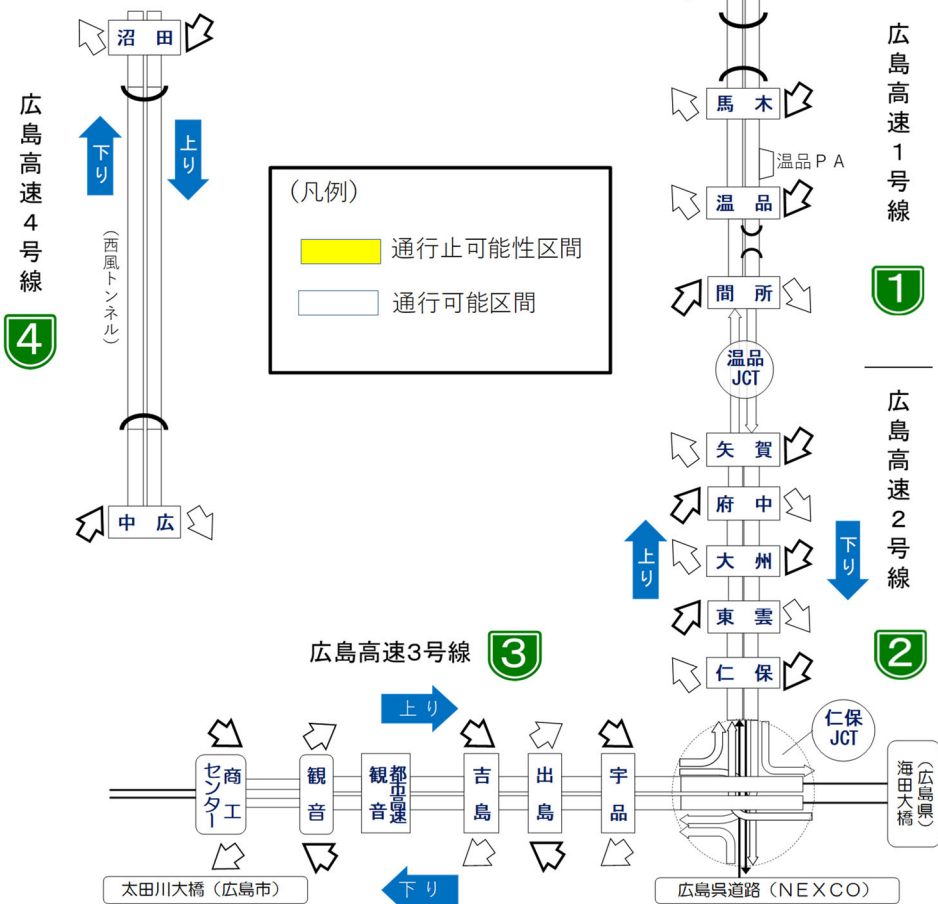 沼田
広島高速4号線
4
下り
上り
(西風トンネル)
中広
(凡例)
通行止可能性区間
通行可能区間
馬木
温品PA
温品
間所
温品
JCT
広島高速1号線
1
広島高速2号線
2
矢賀
府中
大州
東雲
仁保
上り
下り
仁保
JCT
広島高速3号線
3
上り
商工
センター
観音
都市高速
観音
吉島
出島
宇品
下り
(広島県)
海田大橋
太田川大橋(広島市)
広島呉道路(NEXCO)